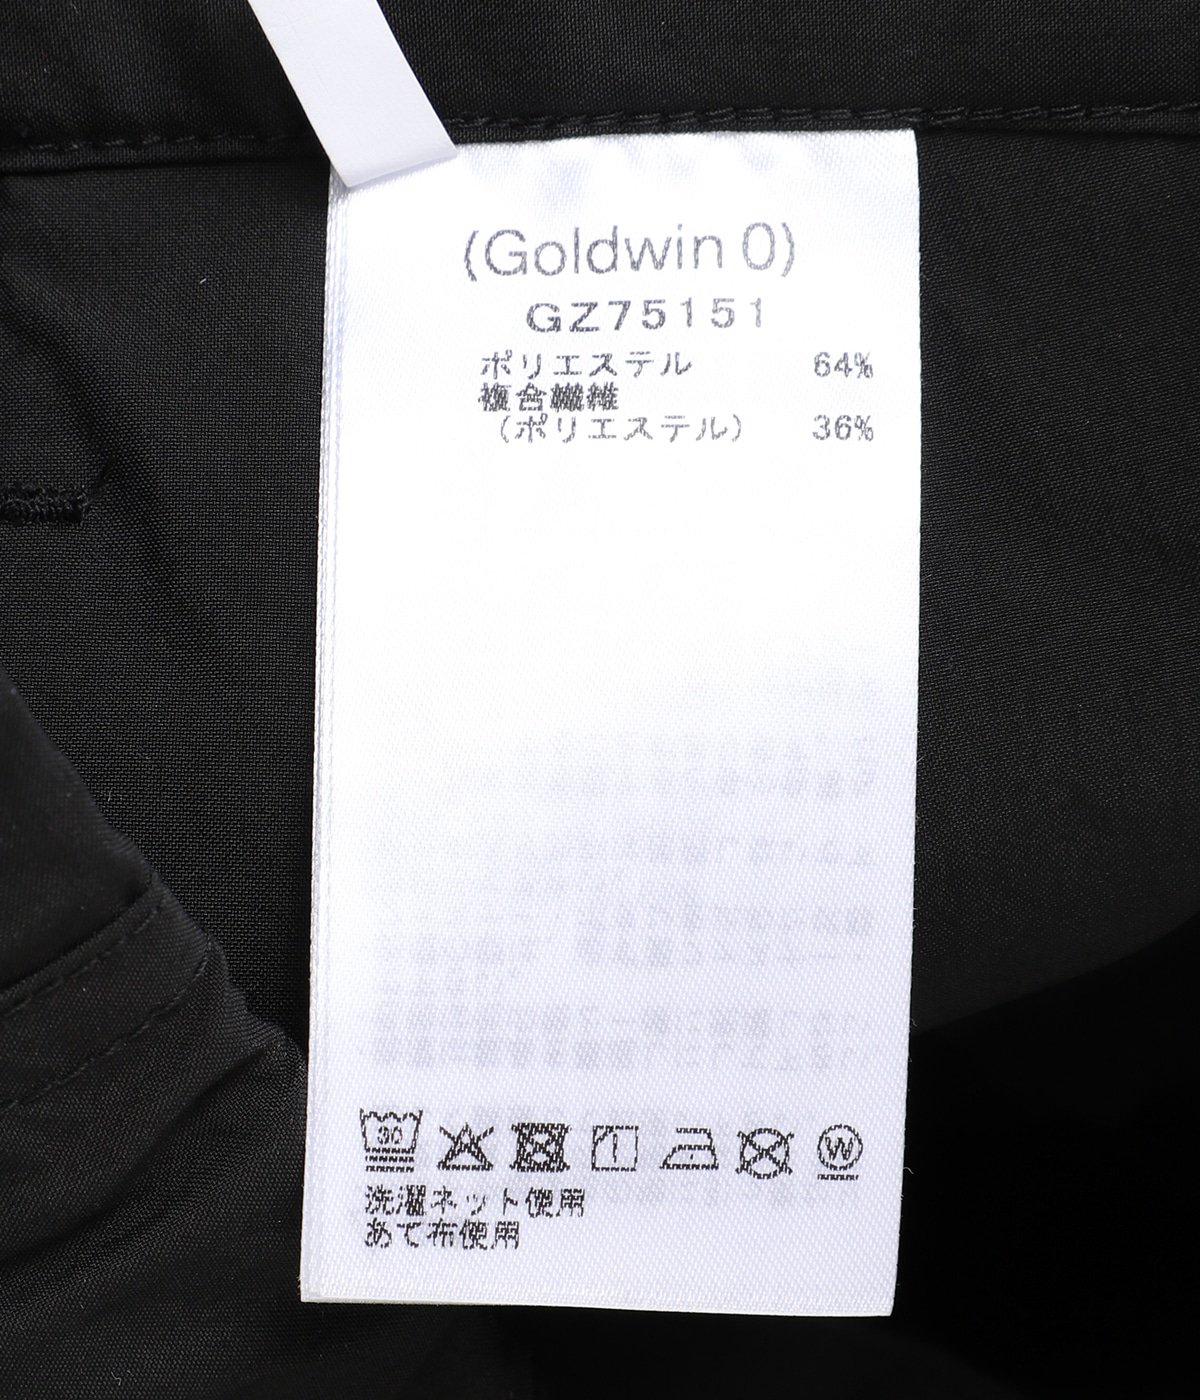 (Goldwin 0)
GZ75151
ポリエステル 64%
複合繊維
(ポリエステル) 36%
30 W
洗濯ネット使用
あて布使用